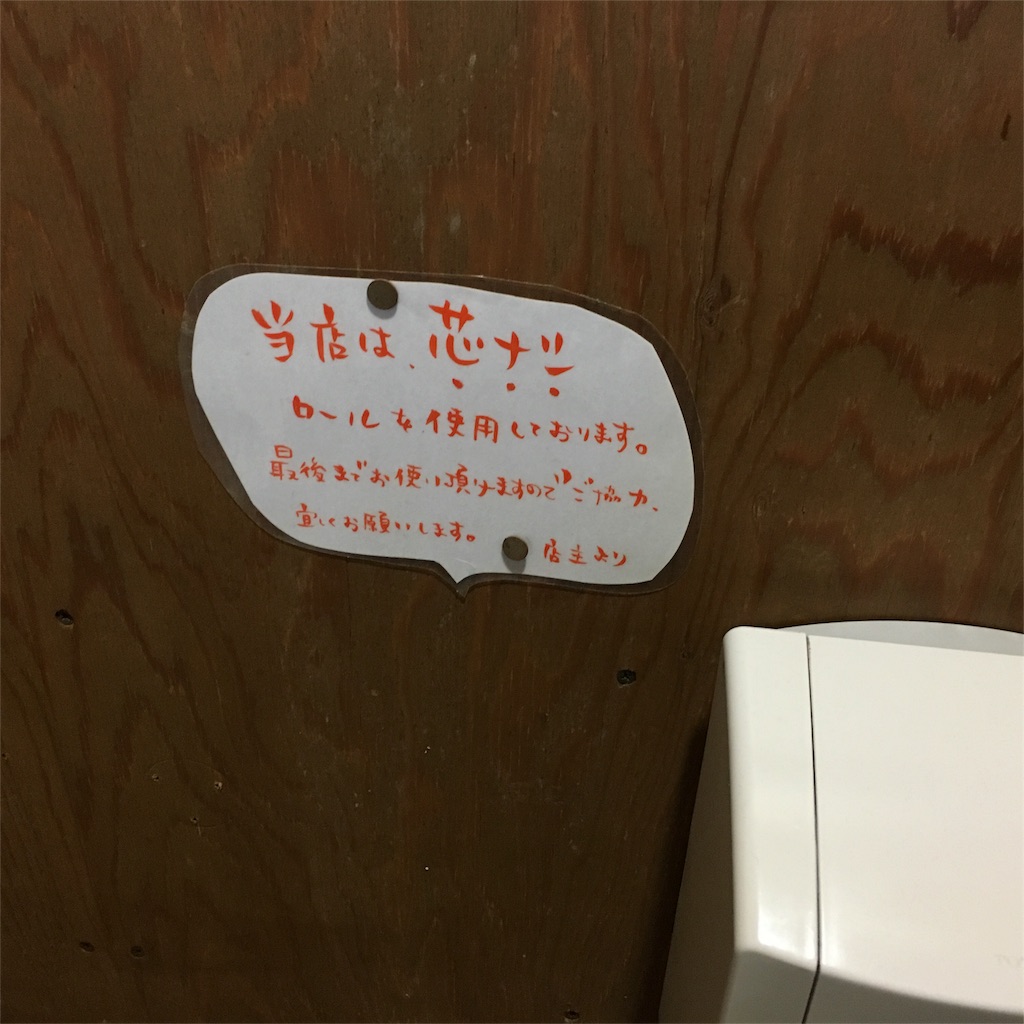 当店は、芯ナシ
ロールを使用しております。
最後までお使い頂けますのでご協力、
宜しくお願いします。
店主より